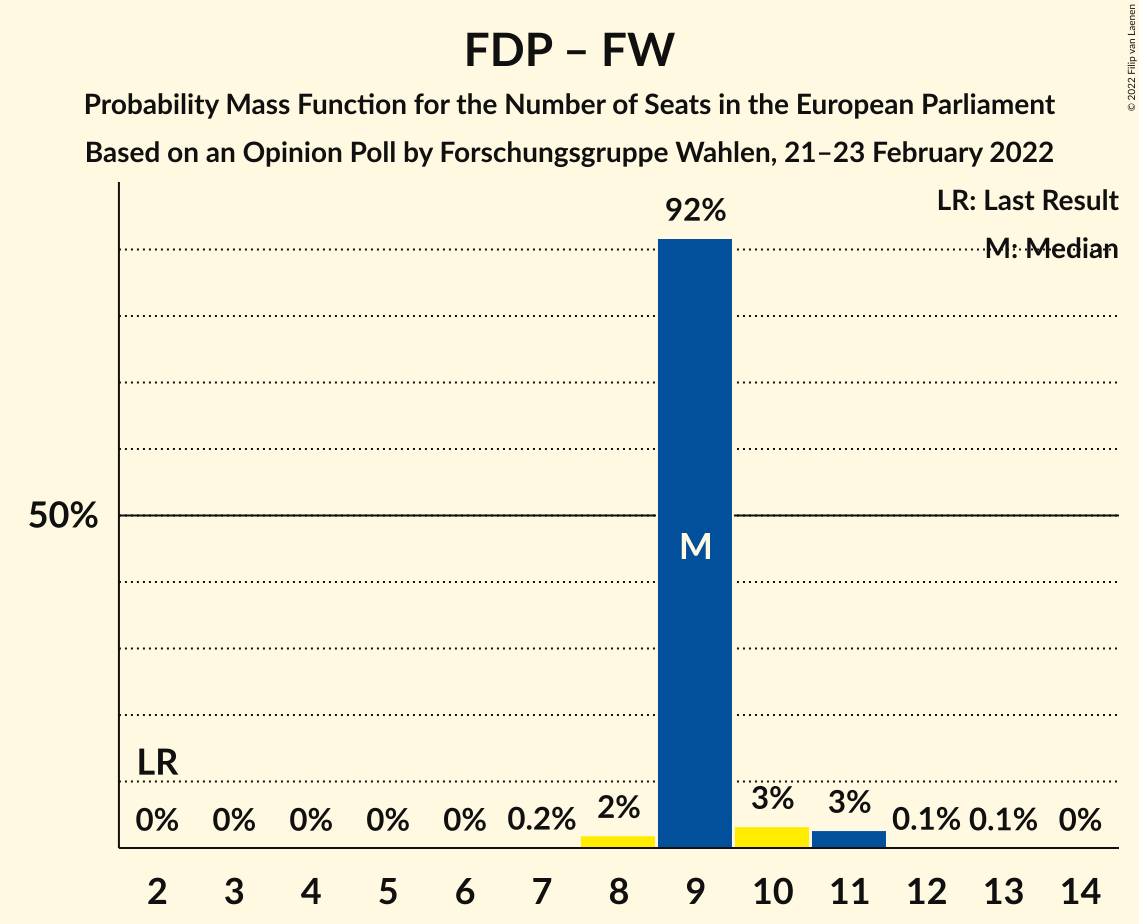 FDP – FW
Probability Mass Function for the Number of Seats in the European Parliament
Based on an Opinion Poll by Forschungsgruppe Wahlen, 21–23 February 2022
© 2022 Filip van Laenen
LR: Last Result
M: Median
92%
50%
M
LR
0% 0% 0% 0% 0% 0.2% 2% 3% 3% 0.1% 0.1% 0%
2 3 4 5 6 7 8 9 10 11 12 13 14